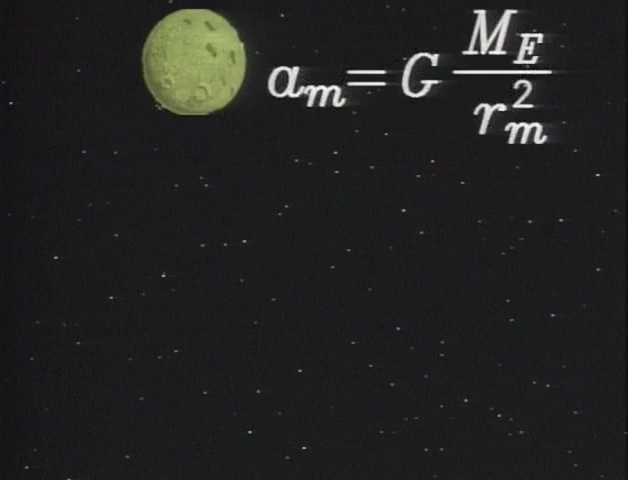 a_m = G M_E / r_m^2